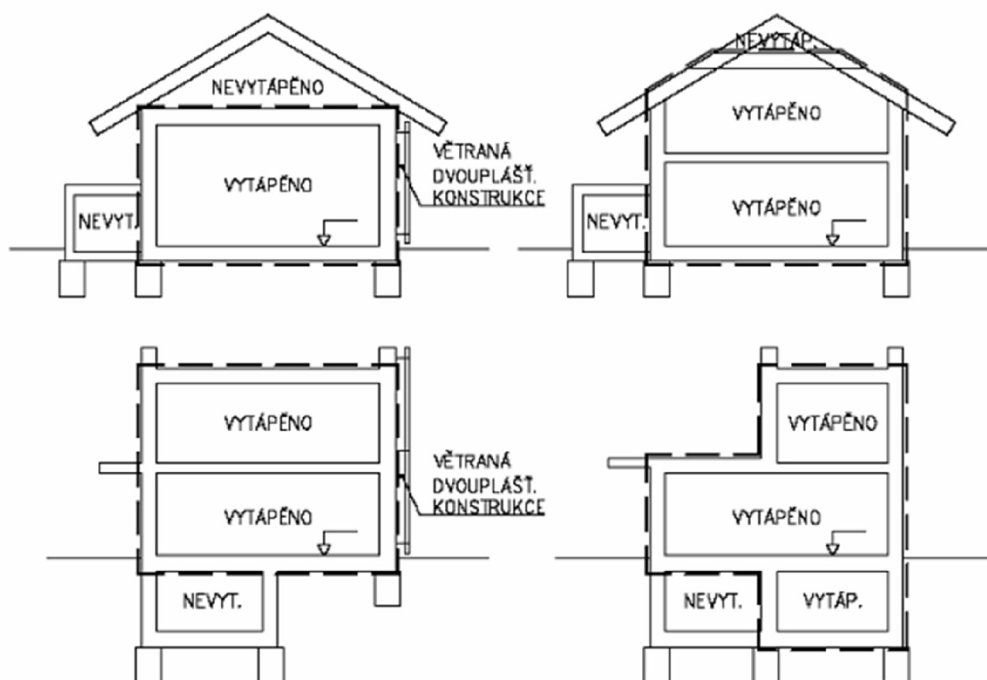 NEVYTÁPĚNO
VĚTRANÁ
DVOUPLÁŠŤ.
KONSTRUKCE
VYTÁPĚNO
NEVYT.
NEVYTÁP.
VYTÁPĚNO
NEVYT.
VYTÁPĚNO
VYTÁPĚNO
VĚTRANÁ
DVOUPLÁŠŤ.
KONSTRUKCE
VYTÁPĚNO
NEVYT.
VYTÁPĚNO
VYTÁPĚNO
NEVYT.
VYTÁP.